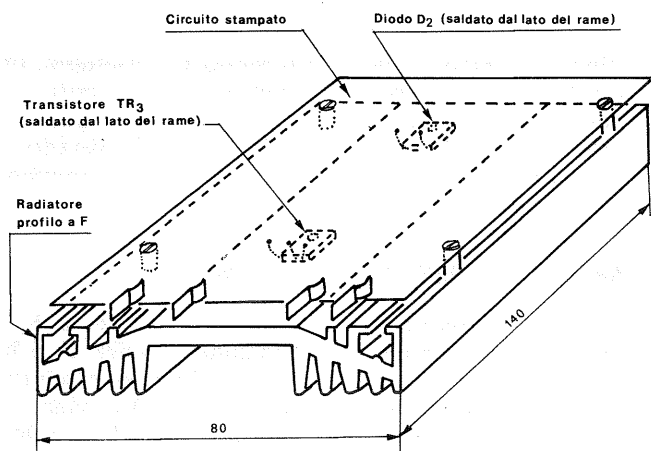 Circuito stampato
Diodo D2 (saldato dal lato del rame)
Transistore TR3
(saldato dal lato del rame)
Radiatore
profilo a F
140
80